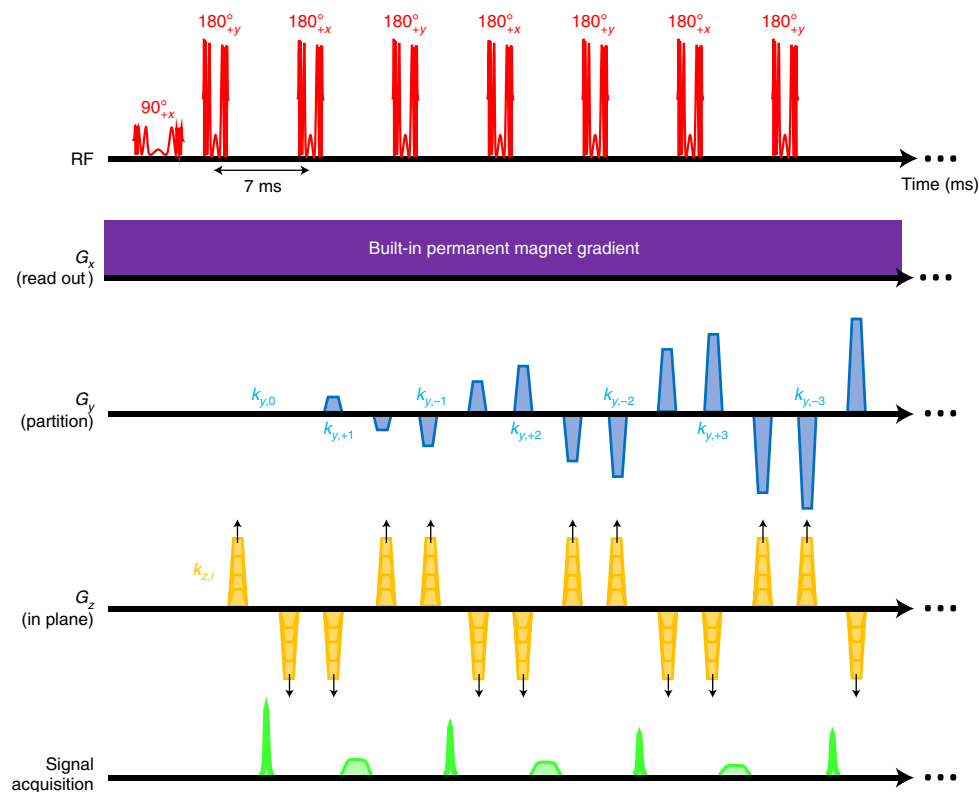 180°+y 180°+x 180°+y 180°+x 180°+y 180°+x 180°+y
90°+x
RF
7 ms
Time (ms)
Built-in permanent magnet gradient
Gx
(read out)
ky,0 ky,−1 ky,−2 ky,−3
Gy
(partition)
ky,+1 ky,+2 ky,+3
kz,i
Gz
(in plane)
Signal
acquisition